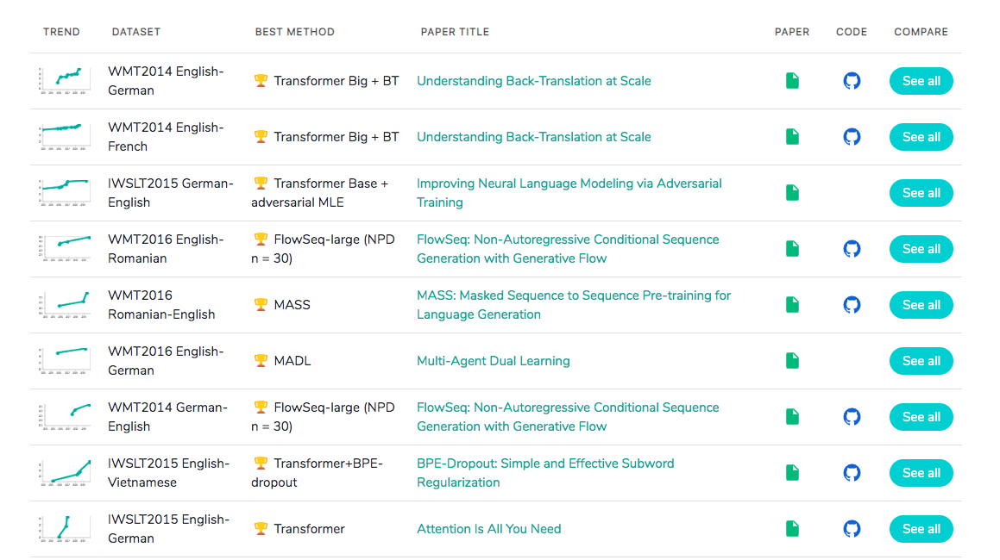 TREND DATASET BEST METHOD PAPER TITLE PAPER CODE COMPARE
WMT2014 English-
German
Transformer Big + BT
Understanding Back-Translation at Scale
See all
WMT2014 English-
French
Transformer Big + BT
Understanding Back-Translation at Scale
See all
IWSLT2015 German-
English
Transformer Base +
adversarial MLE
Improving Neural Language Modeling via Adversarial
Training
See all
WMT2016 English-
Romanian
FlowSeq-large (NPD
n = 30)
FlowSeq: Non-Autoregressive Conditional Sequence
Generation with Generative Flow
See all
WMT2016
Romanian-English
MASS
MASS: Masked Sequence to Sequence Pre-training for
Language Generation
See all
WMT2016 English-
German
MADL
Multi-Agent Dual Learning
See all
WMT2014 German-
English
FlowSeq-large (NPD
n = 30)
FlowSeq: Non-Autoregressive Conditional Sequence
Generation with Generative Flow
See all
IWSLT2015 English-
Vietnamese
Transformer+BPE-
dropout
BPE-Dropout: Simple and Effective Subword
Regularization
See all
IWSLT2015 English-
German
Transformer
Attention Is All You Need
See all